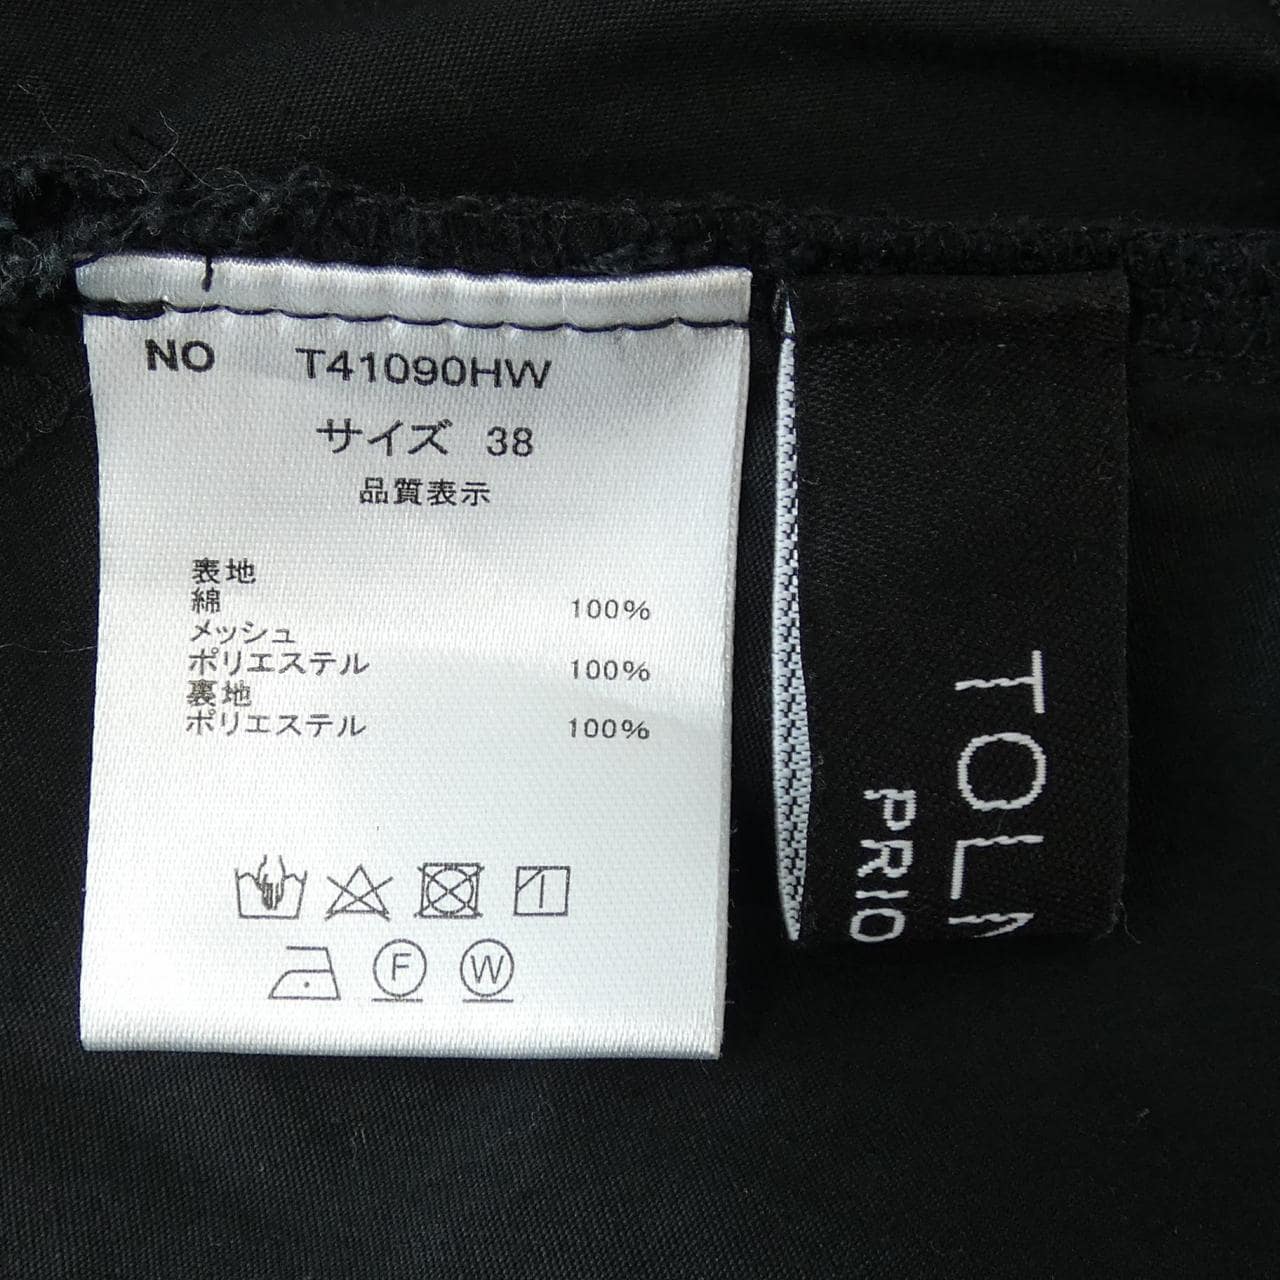 NO T41090HW
サイズ 38
品質表示
表地
綿 100%
メッシュ
ポリエステル 100%
裏地
ポリエステル 100%
F W
TOL
PRIO